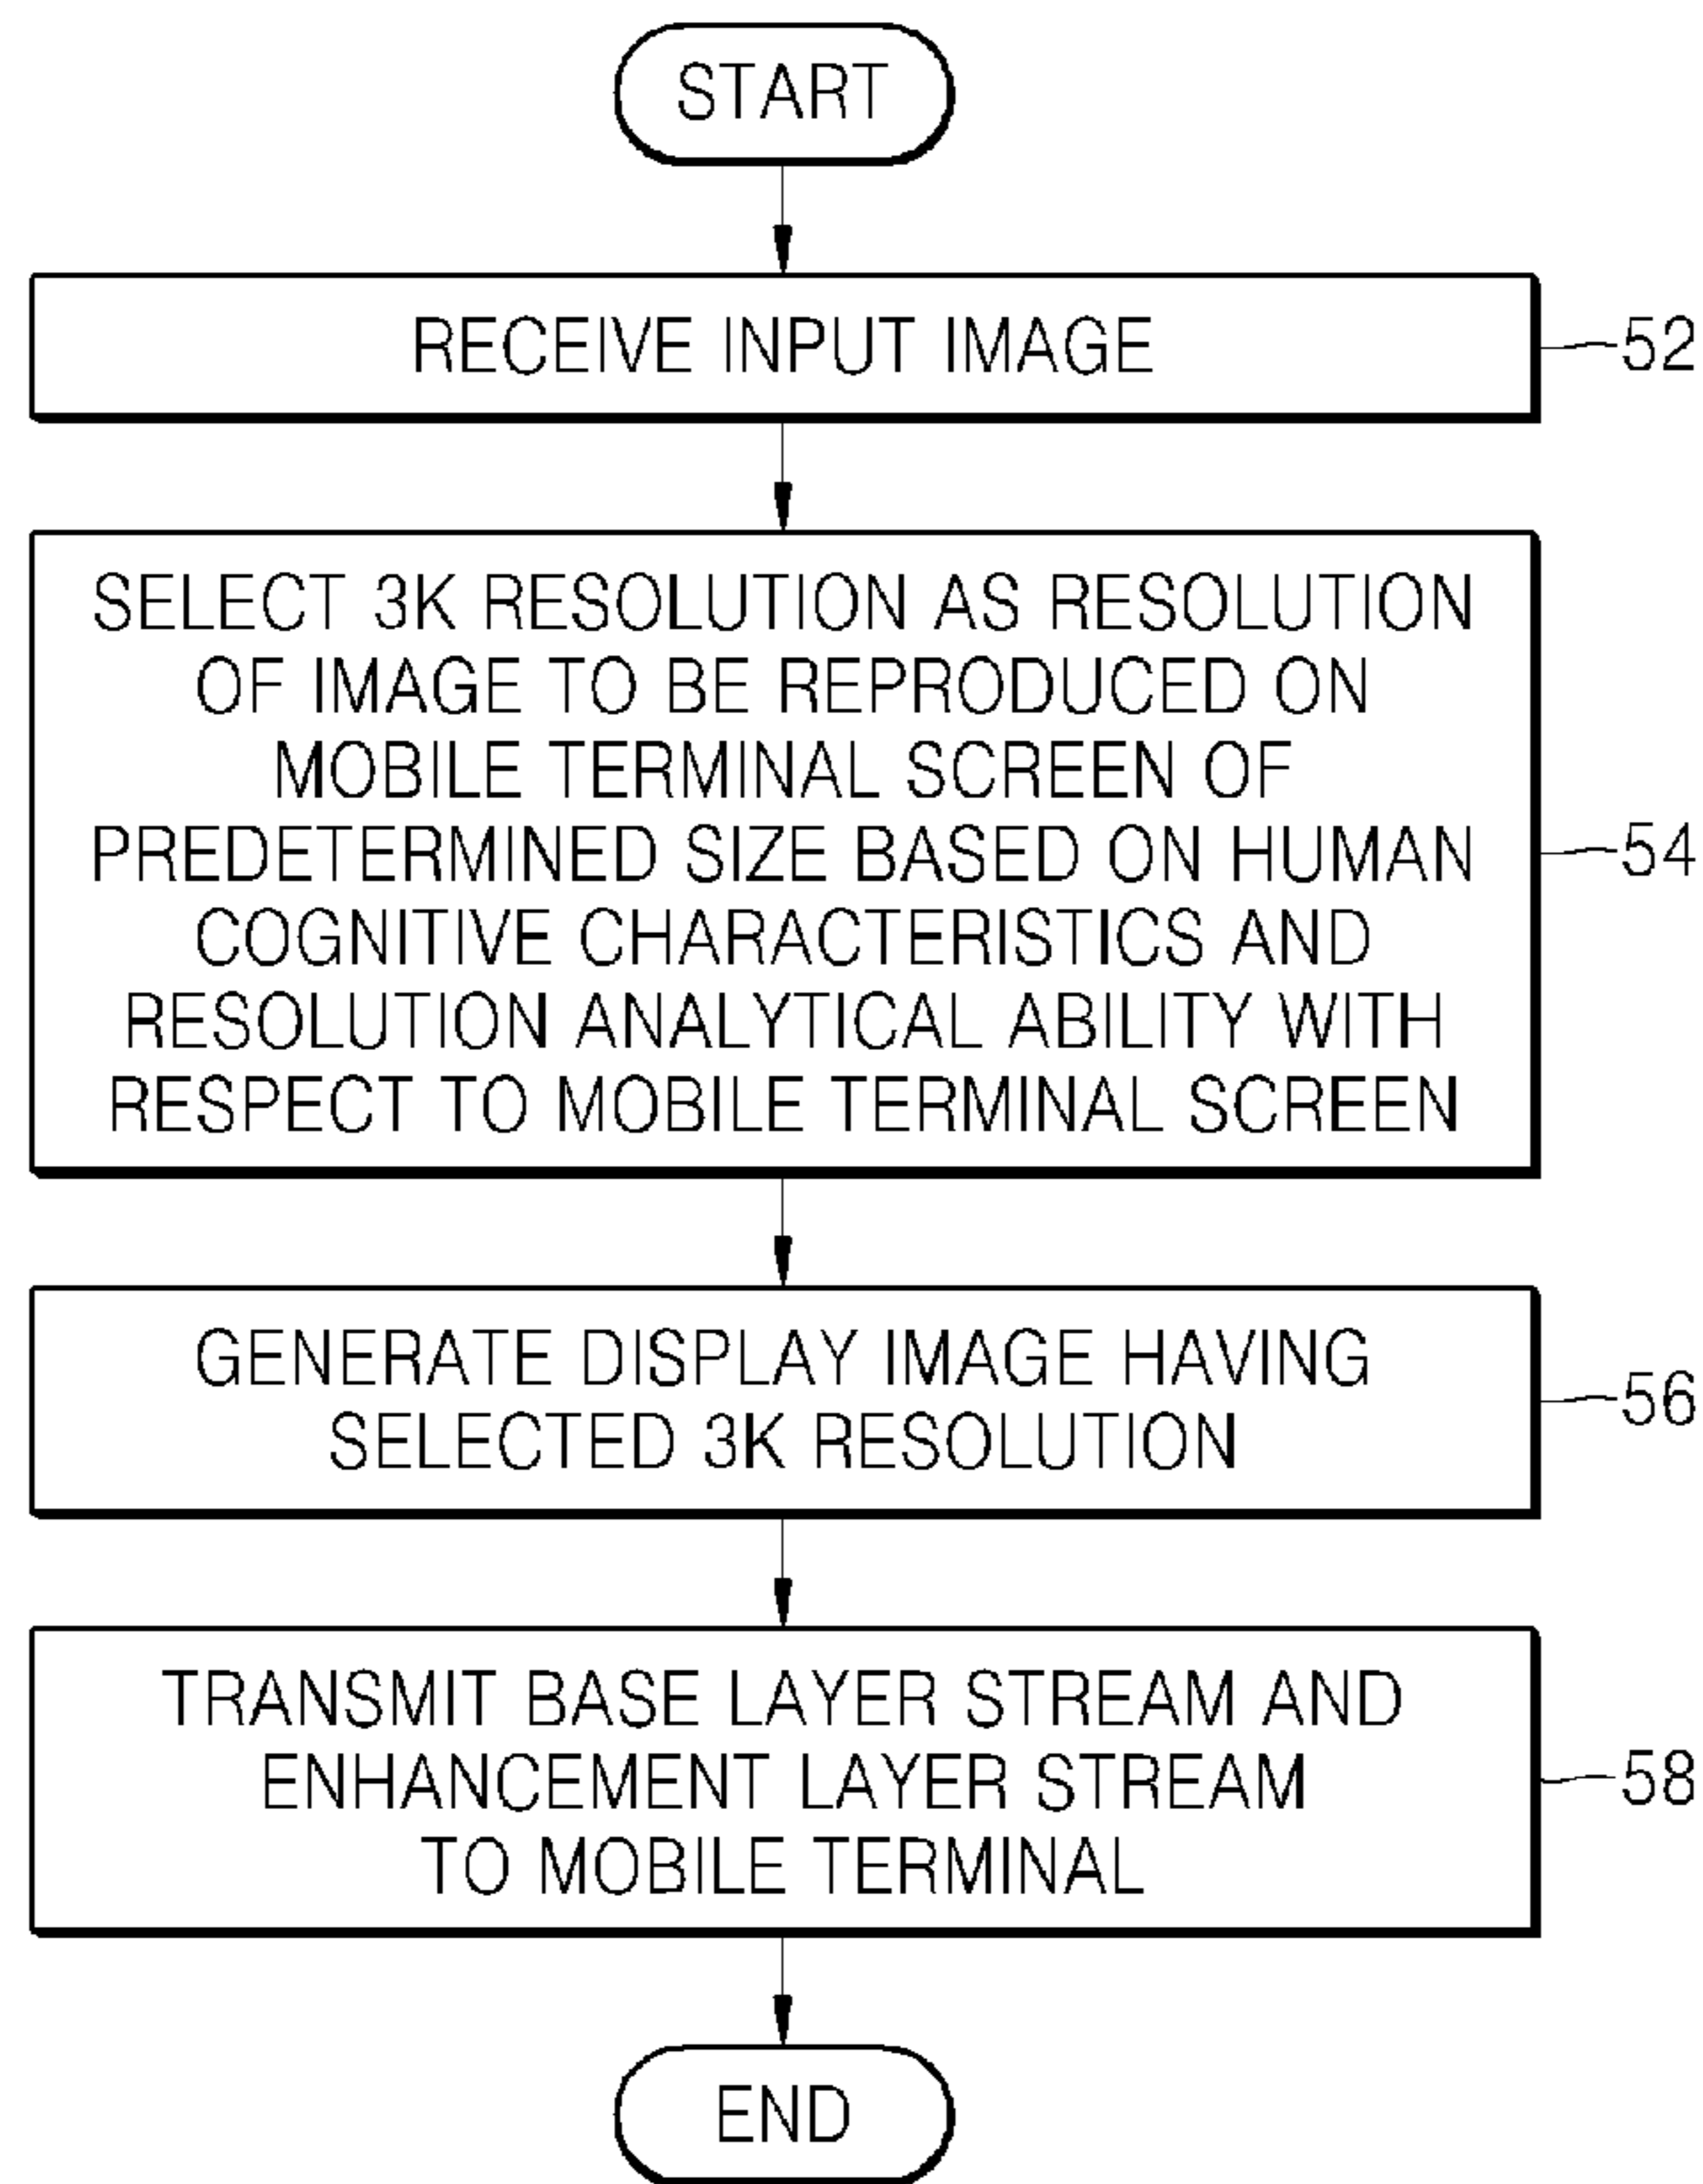 START
RECEIVE INPUT IMAGE
52
SELECT 3K RESOLUTION AS RESOLUTION
OF IMAGE TO BE REPRODUCED ON
MOBILE TERMINAL SCREEN OF
PREDETERMINED SIZE BASED ON HUMAN
COGNITIVE CHARACTERISTICS AND
RESOLUTION ANALYTICAL ABILITY WITH
RESPECT TO MOBILE TERMINAL SCREEN
54
GENERATE DISPLAY IMAGE HAVING
SELECTED 3K RESOLUTION
56
TRANSMIT BASE LAYER STREAM AND
ENHANCEMENT LAYER STREAM
TO MOBILE TERMINAL
58
END